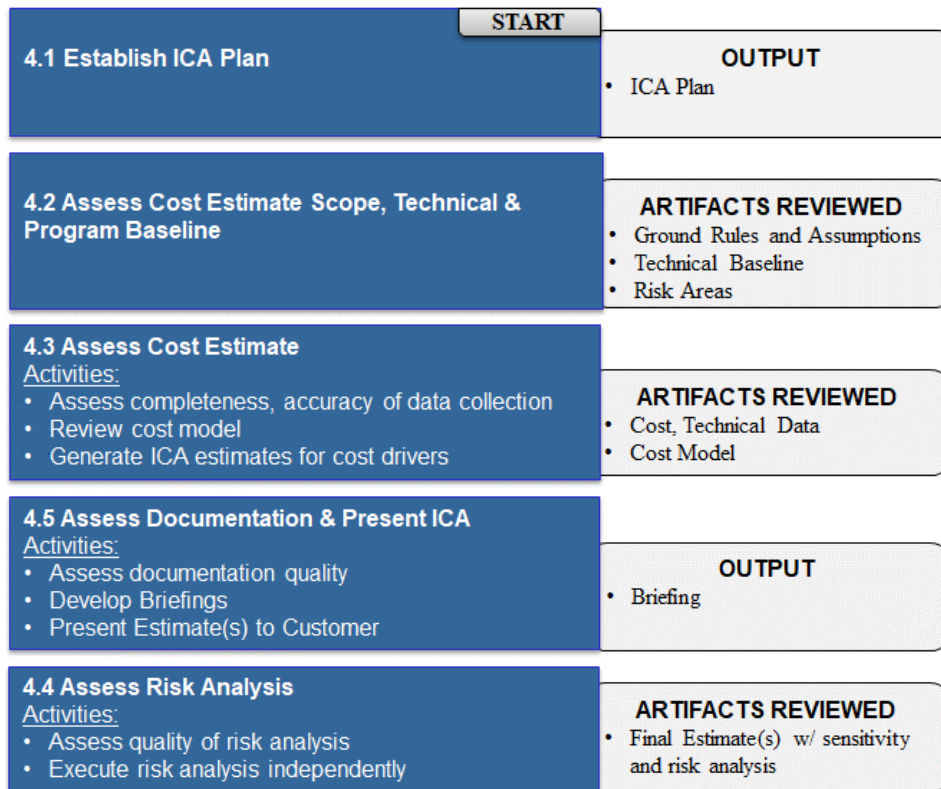 START
4.1 Establish ICA Plan
OUTPUT
• ICA Plan
4.2 Assess Cost Estimate Scope, Technical &
Program Baseline
ARTIFACTS REVIEWED
• Ground Rules and Assumptions
• Technical Baseline
• Risk Areas
4.3 Assess Cost Estimate
Activities:
• Assess completeness, accuracy of data collection
• Review cost model
• Generate ICA estimates for cost drivers
ARTIFACTS REVIEWED
• Cost, Technical Data
• Cost Model
4.5 Assess Documentation & Present ICA
Activities:
• Assess documentation quality
• Develop Briefings
• Present Estimate(s) to Customer
OUTPUT
• Briefing
4.4 Assess Risk Analysis
Activities:
• Assess quality of risk analysis
• Execute risk analysis independently
ARTIFACTS REVIEWED
• Final Estimate(s) w/ sensitivity
and risk analysis